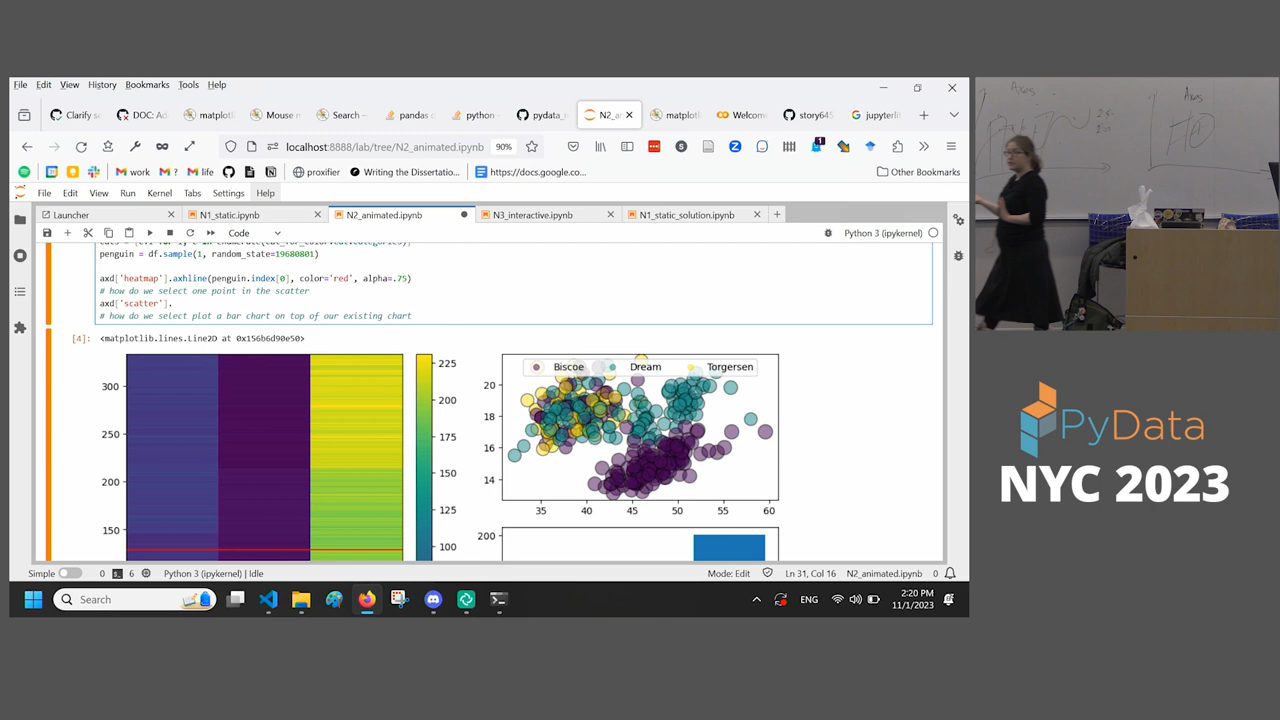 File Edit View History Bookmarks Tools Help
Clarify s
DOC: Ad
matplotl
Mouse n
Search –
pandas c
python -
pydata_n
N2_a
matplotl
Welcom
story645
jupyterli
localhost:8888/lab/tree/N2_animated.ipynb 90%
work
?
life
proxifier
Writing the Dissertatio...
https://docs.google.co...
Other Bookmarks
File Edit View Run Kernel Tabs Settings Help
Launcher
N1_static.ipynb
N2_animated.ipynb
N3_interactive.ipynb
N1_static_solution.ipynb
Code
Python 3 (ipykernel)
penguin = df.sample(1, random_state=19680801)
axd['heatmap'].axhline(penguin.index[0], color='red', alpha=.75)
# how do we select one point in the scatter
axd['scatter'].
# how do we select plot a bar chart on top of our existing chart
[4]: <matplotlib.lines.Line2D at 0x156b6d90e50>
300
250
200
150
225
200
175
150
125
100
Biscoe Dream Torgersen
20
18
16
14
35 40 45 50 55 60
200
Simple 0 6 Python 3 (ipykernel) | Idle
Mode: Edit Ln 31, Col 16 N2_animated.ipynb 0
Search
ENG
2:20 PM
11/1/2023
Axes
Axes
PyData
NYC 2023